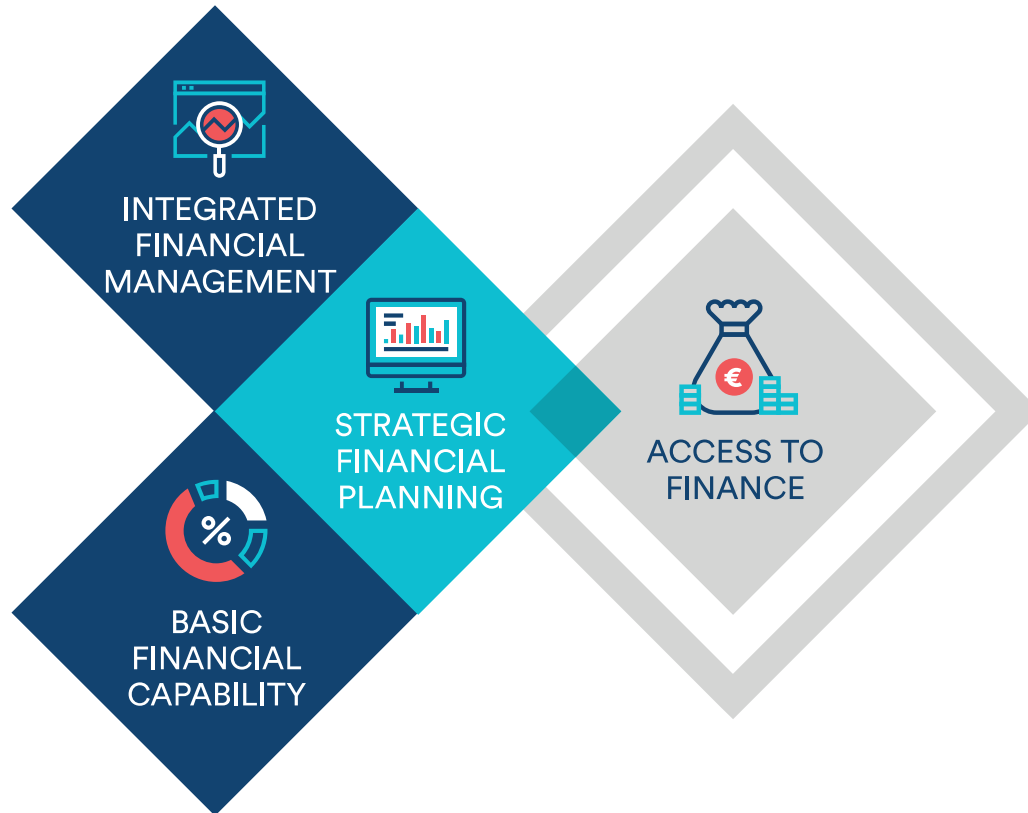 INTEGRATED
FINANCIAL
MANAGEMENT
STRATEGIC
FINANCIAL
PLANNING
€
ACCESS TO
FINANCE
%
BASIC
FINANCIAL
CAPABILITY